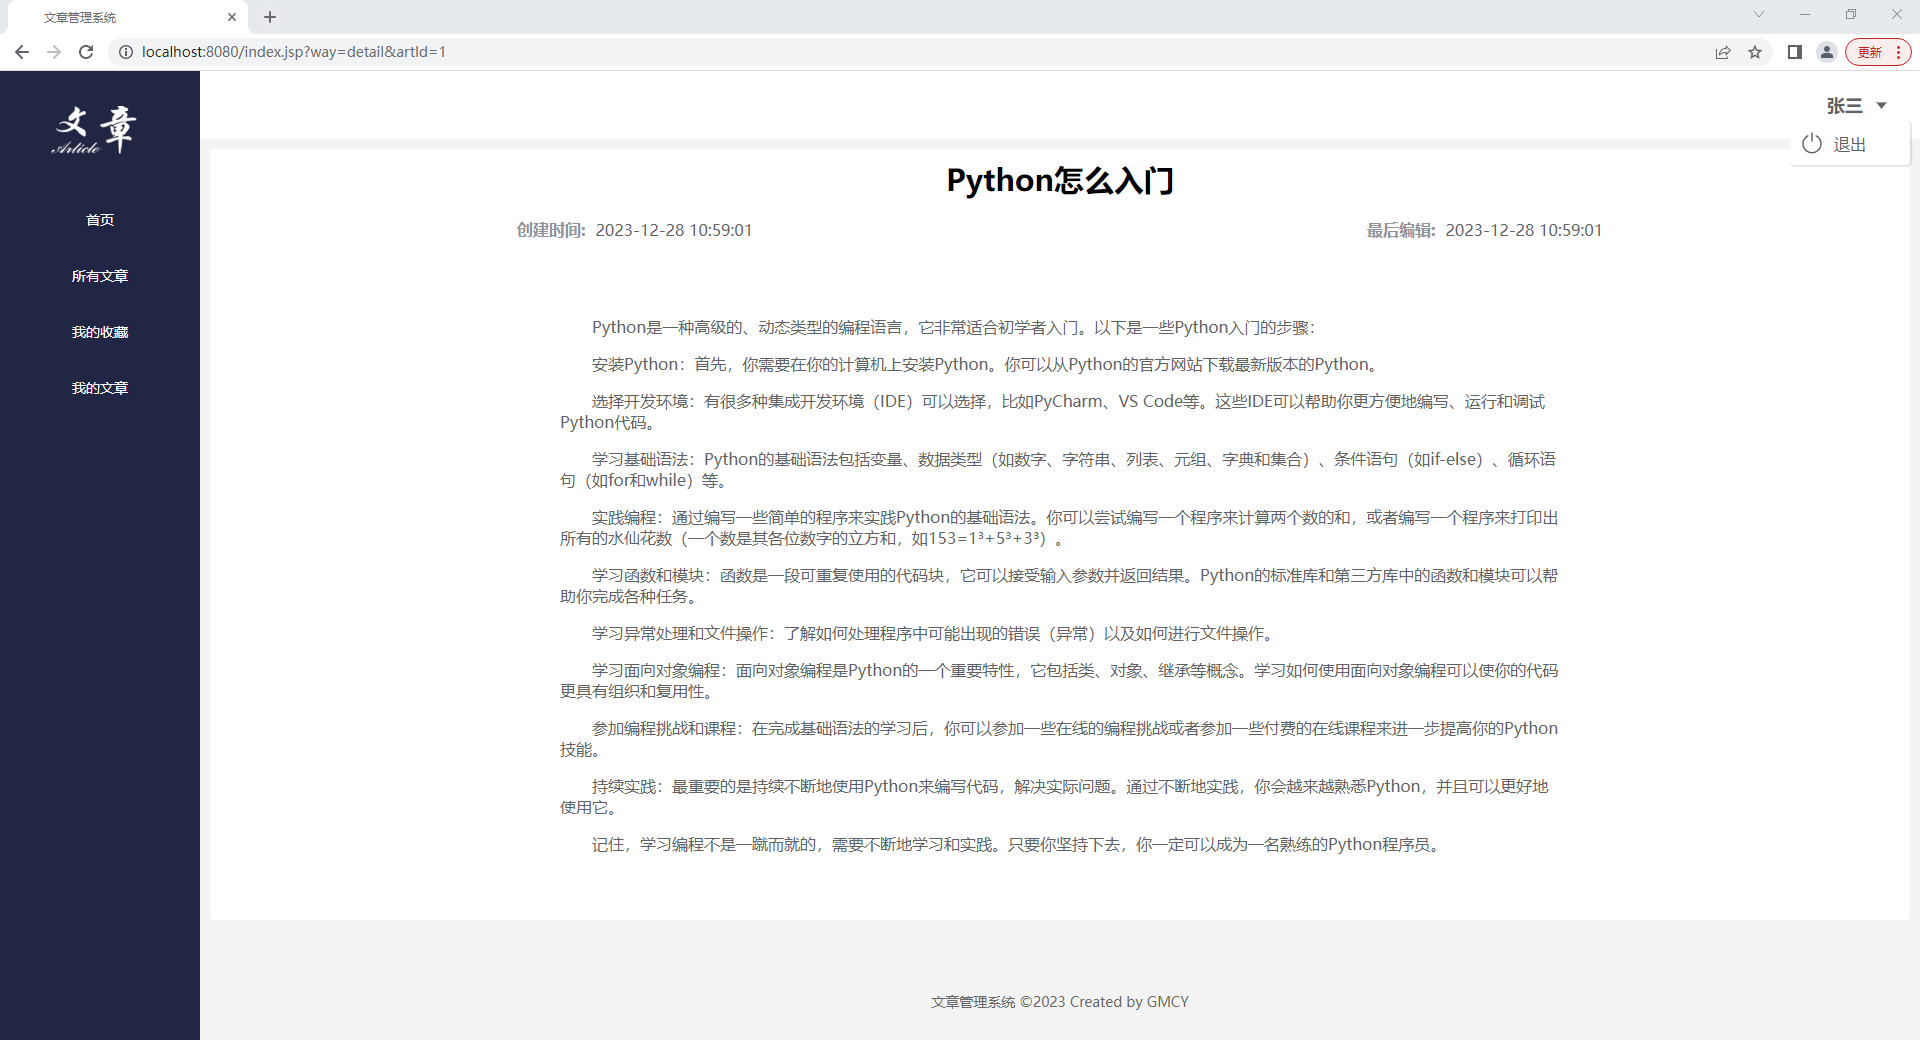 文章管理系统
localhost:8080/index.jsp?way=detail&artId=1
更新
文章
Article
首页
所有文章
我的收藏
我的文章
张三
退出
Python怎么入门
创建时间: 2023-12-28 10:59:01
最后编辑: 2023-12-28 10:59:01
Python是一种高级的、动态类型的编程语言，它非常适合初学者入门。以下是一些Python入门的步骤：
安装Python：首先，你需要在你的计算机上安装Python。你可以从Python的官方网站下载最新版本的Python。
选择开发环境：有很多种集成开发环境（IDE）可以选择，比如PyCharm、VS Code等。这些IDE可以帮助你更方便地编写、运行和调试
Python代码。
学习基础语法：Python的基础语法包括变量、数据类型（如数字、字符串、列表、元组、字典和集合）、条件语句（如if-else）、循环语
句（如for和while）等。
实践编程：通过编写一些简单的程序来实践Python的基础语法。你可以尝试编写一个程序来计算两个数的和，或者编写一个程序来打印出
所有的水仙花数（一个数是其各位数字的立方和，如153=1³+5³+3³）。
学习函数和模块：函数是一段可重复使用的代码块，它可以接受输入参数并返回结果。Python的标准库和第三方库中的函数和模块可以帮
助你完成各种任务。
学习异常处理和文件操作：了解如何处理程序中可能出现的错误（异常）以及如何进行文件操作。
学习面向对象编程：面向对象编程是Python的一个重要特性，它包括类、对象、继承等概念。学习如何使用面向对象编程可以使你的代码
更具有组织和复用性。
参加编程挑战和课程：在完成基础语法的学习后，你可以参加一些在线的编程挑战或者参加一些付费的在线课程来进一步提高你的Python
技能。
持续实践：最重要的是持续不断地使用Python来编写代码，解决实际问题。通过不断地实践，你会越来越熟悉Python，并且可以更好地
使用它。
记住，学习编程不是一蹴而就的，需要不断地学习和实践。只要你坚持下去，你一定可以成为一名熟练的Python程序员。
文章管理系统 ©2023 Created by GMCY